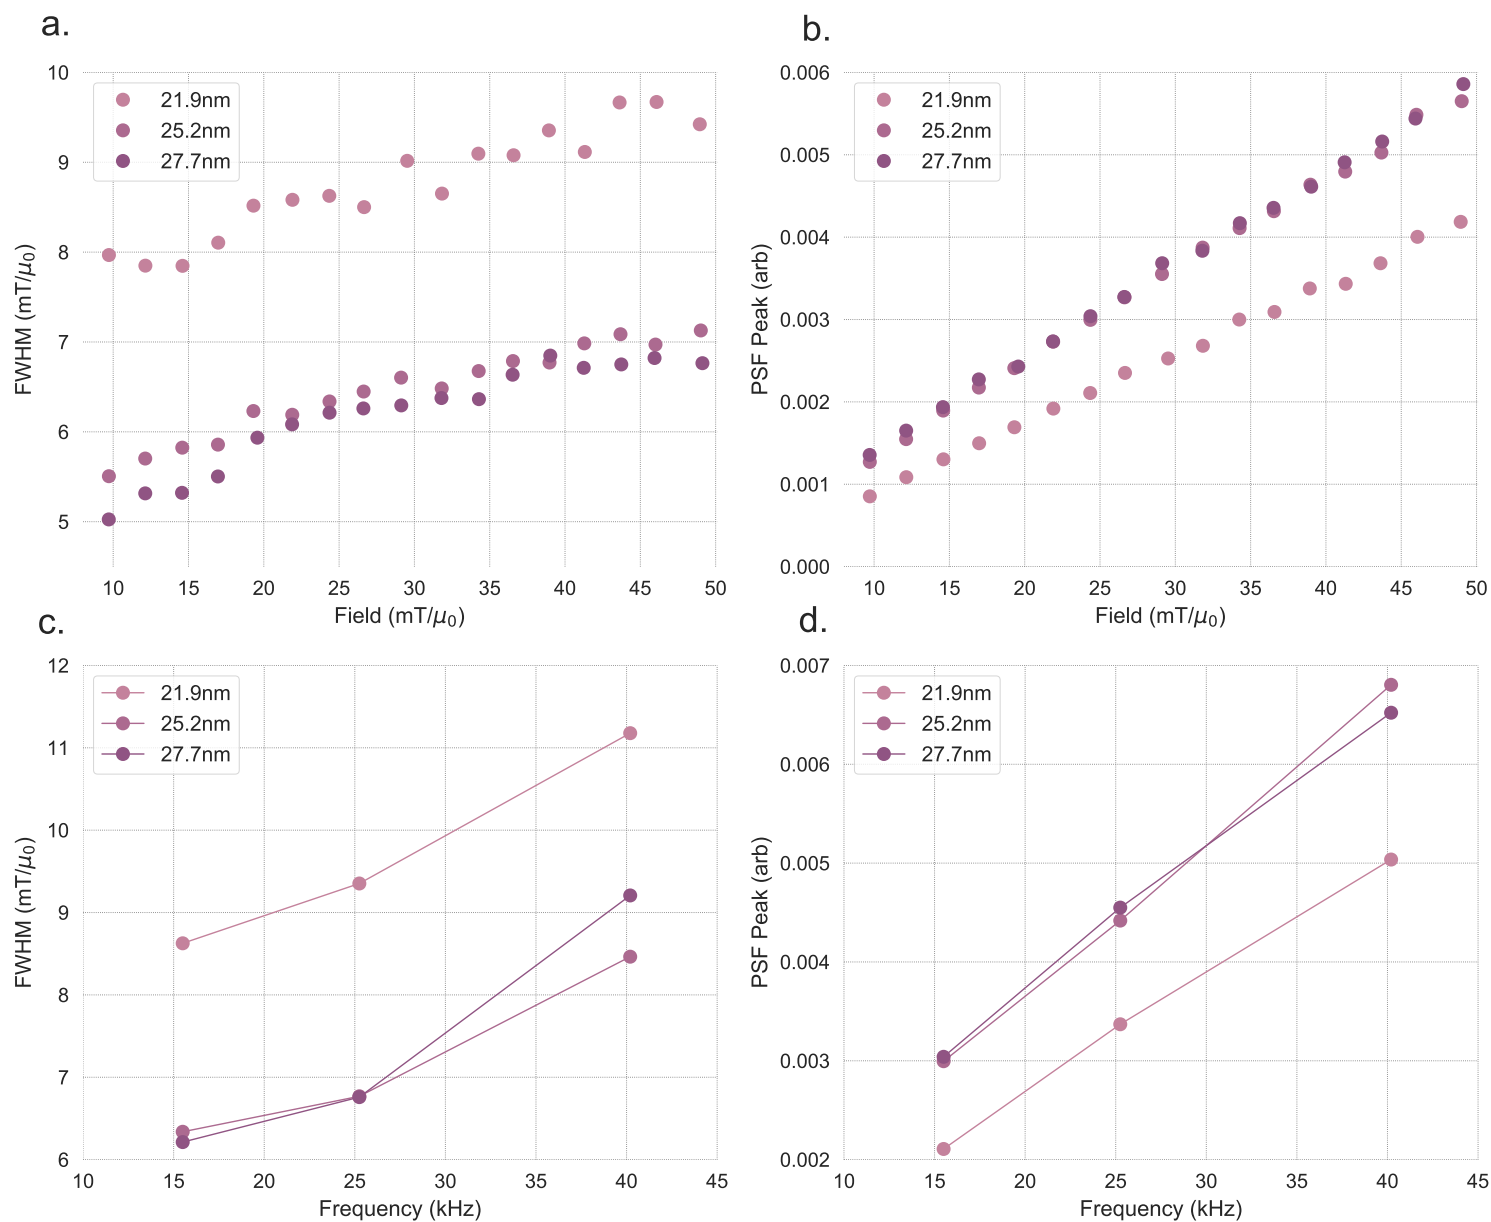 a.
10
9
8
7
6
5
FWHM (mT/μ0)
21.9nm
25.2nm
27.7nm
10 15 20 25 30 35 40 45 50
Field (mT/μ0)
b.
0.006
0.005
0.004
0.003
0.002
0.001
0.000
PSF Peak (arb)
21.9nm
25.2nm
27.7nm
10 15 20 25 30 35 40 45 50
Field (mT/μ0)
c.
12
11
10
9
8
7
6
FWHM (mT/μ0)
21.9nm
25.2nm
27.7nm
10 15 20 25 30 35 40 45
Frequency (kHz)
d.
0.007
0.006
0.005
0.004
0.003
0.002
PSF Peak (arb)
21.9nm
25.2nm
27.7nm
10 15 20 25 30 35 40 45
Frequency (kHz)